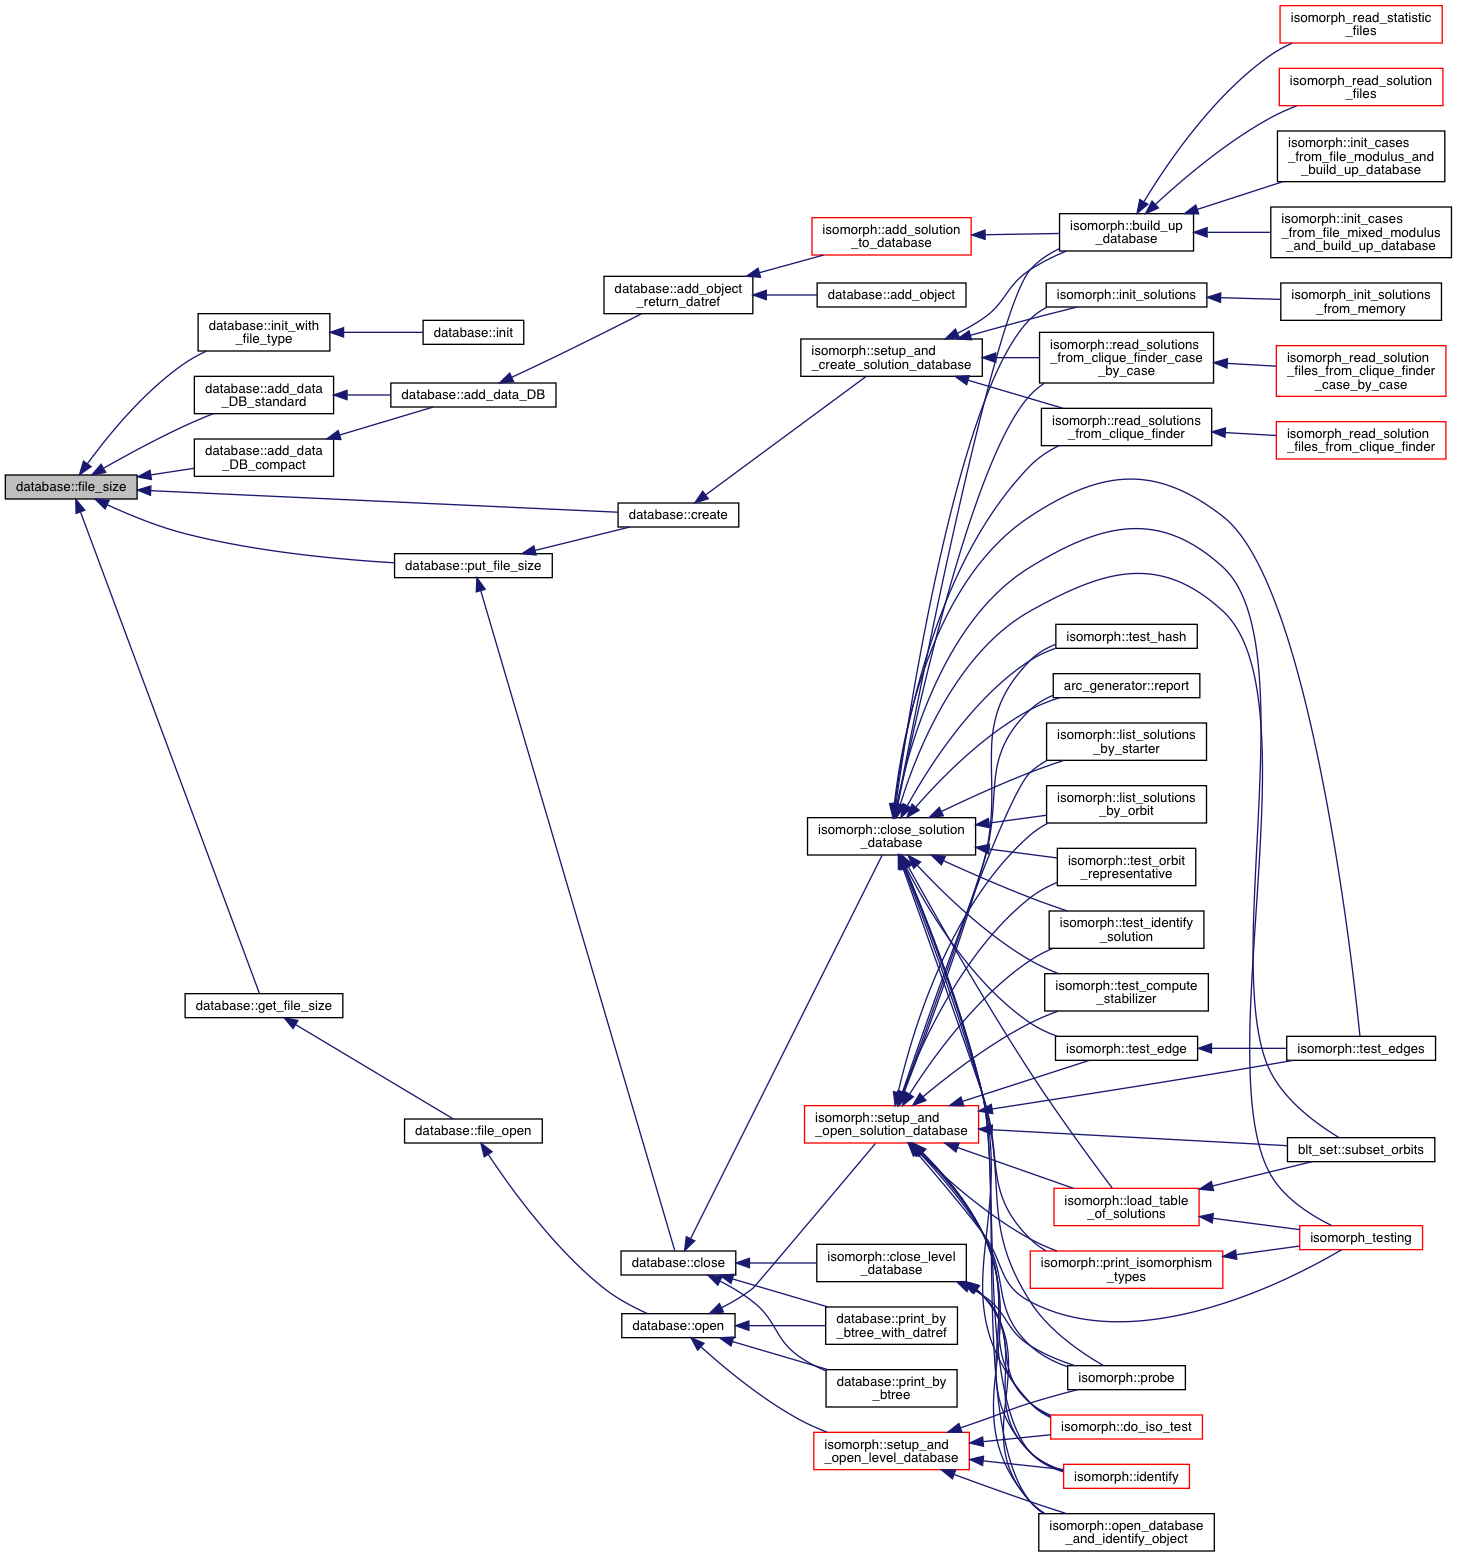 database::file_size
database::init_with
_file_type
database::init
database::add_data
_DB_standard
database::add_data
_DB_compact
database::add_data_DB
database::add_object
_return_datref
isomorph::add_solution
_to_database
database::add_object
isomorph::build_up
_database
isomorph_read_statistic
_files
isomorph_read_solution
_files
isomorph::init_cases
_from_file_modulus_and
_build_up_database
isomorph::init_cases
_from_file_mixed_modulus
_and_build_up_database
database::create
database::put_file_size
isomorph::setup_and
_create_solution_database
isomorph::init_solutions
isomorph_init_solutions
_from_memory
isomorph::read_solutions
_from_clique_finder_case
_by_case
isomorph_read_solution
_files_from_clique_finder
_case_by_case
isomorph::read_solutions
_from_clique_finder
isomorph_read_solution
_files_from_clique_finder
isomorph::test_hash
arc_generator::report
isomorph::list_solutions
_by_starter
isomorph::list_solutions
_by_orbit
isomorph::close_solution
_database
isomorph::test_orbit
_representative
isomorph::test_identify
_solution
isomorph::test_compute
_stabilizer
isomorph::test_edge
isomorph::test_edges
database::get_file_size
database::file_open
isomorph::setup_and
_open_solution_database
blt_set::subset_orbits
isomorph::load_table
_of_solutions
isomorph_testing
isomorph::print_isomorphism
_types
database::close
isomorph::close_level
_database
database::open
database::print_by
_btree_with_datref
database::print_by
_btree
isomorph::setup_and
_open_level_database
isomorph::probe
isomorph::do_iso_test
isomorph::identify
isomorph::open_database
_and_identify_object